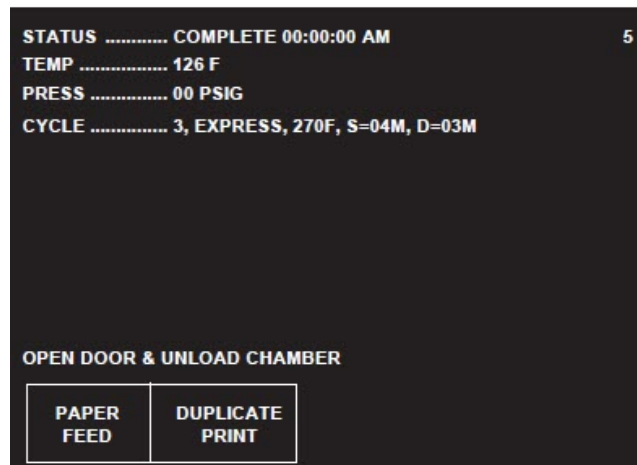 STATUS ............ COMPLETE 00:00:00 AM 5
TEMP ................. 126 F
PRESS ............... 00 PSIG
CYCLE ............... 3, EXPRESS, 270F, S=04M, D=03M
OPEN DOOR & UNLOAD CHAMBER
PAPER FEED
DUPLICATE PRINT